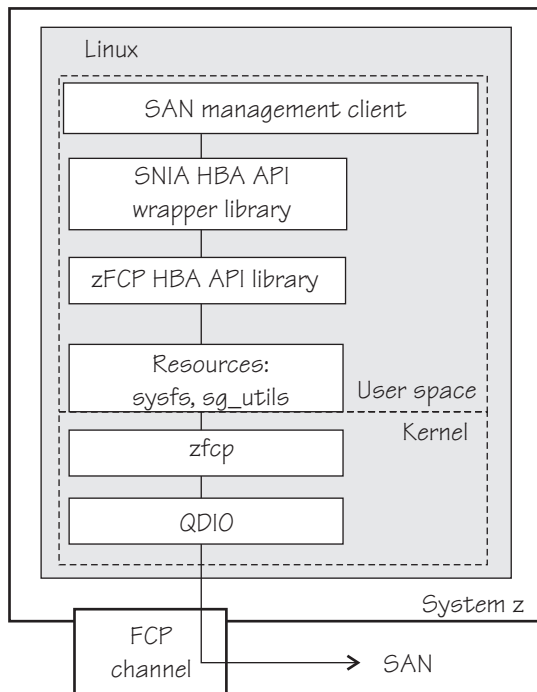 Linux
SAN management client
SNIA HBA API
wrapper library
zFCP HBA API library
Resources:
sysfs, sg_utils
User space
Kernel
zfcp
QDIO
System z
FCP
channel
SAN